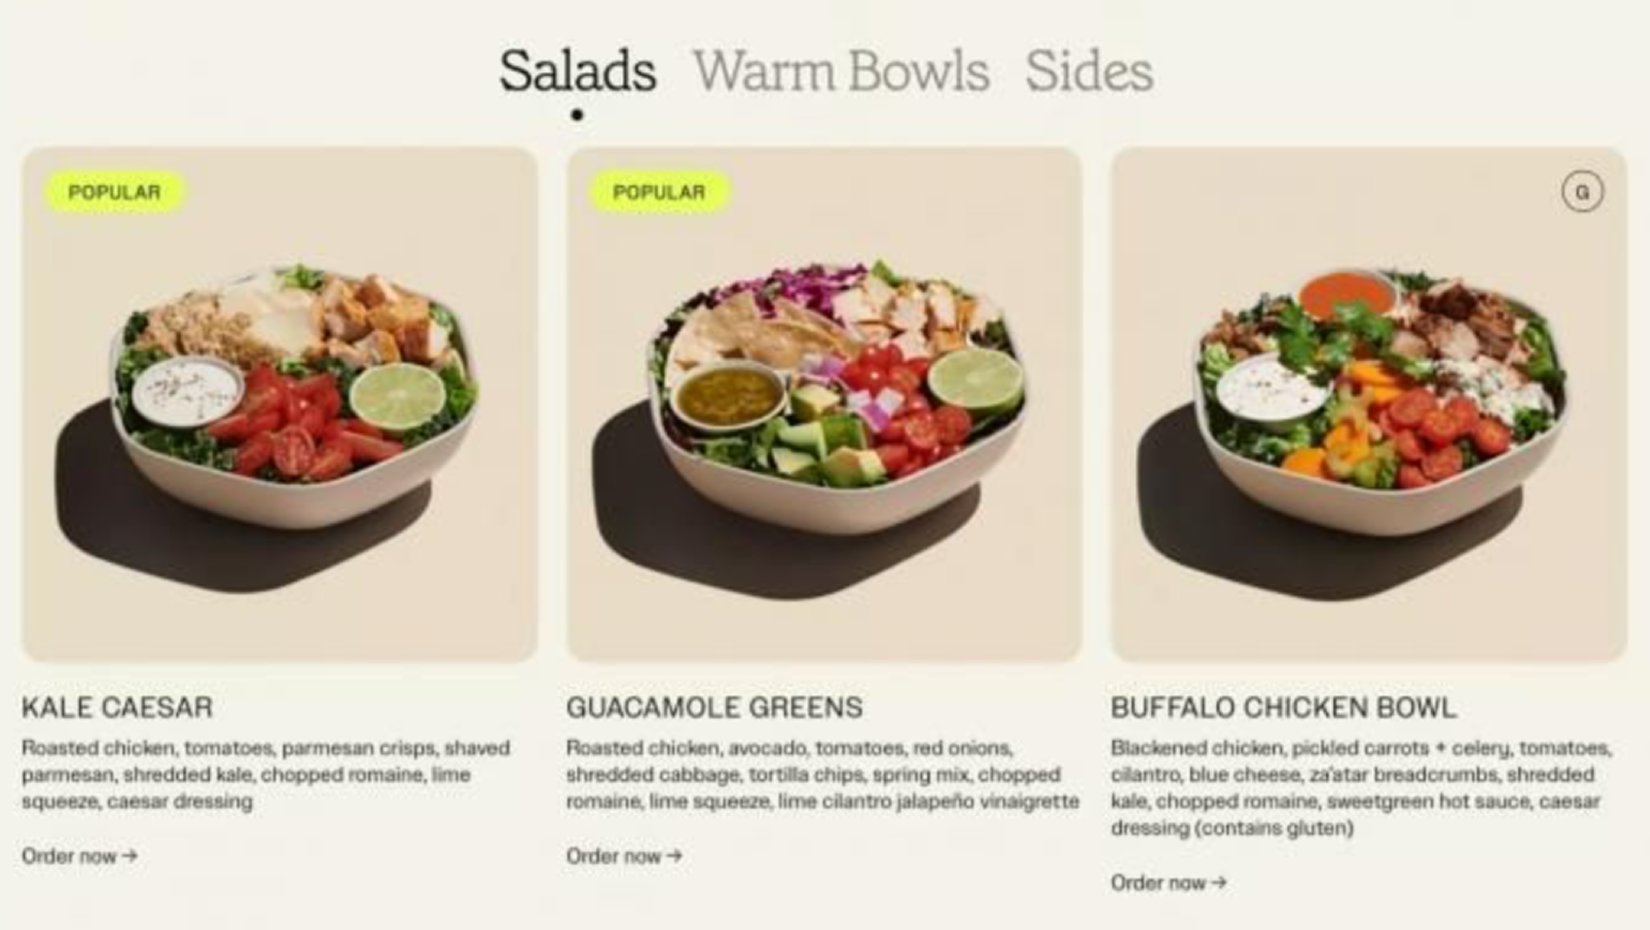 Salads Warm Bowls Sides
POPULAR
POPULAR
G
KALE CAESAR
Roasted chicken, tomatoes, parmesan crisps, shaved
parmesan, shredded kale, chopped romaine, lime
squeeze, caesar dressing
Order now →
GUACAMOLE GREENS
Roasted chicken, avocado, tomatoes, red onions,
shredded cabbage, tortilla chips, spring mix, chopped
romaine, lime squeeze, lime cilantro jalapeño vinaigrette
Order now →
BUFFALO CHICKEN BOWL
Blackened chicken, pickled carrots + celery, tomatoes,
cilantro, blue cheese, za'atar breadcrumbs, shredded
kale, chopped romaine, sweetgreen hot sauce, caesar
dressing (contains gluten)
Order now →